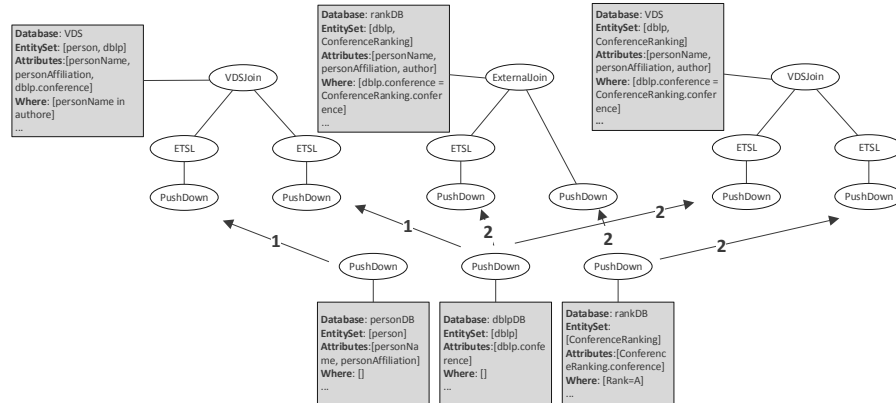 Database: VDS
EntitySet: [person, dblp]
Attributes:[personName,
personAffiliation,
dblp.conference]
Where: [personName in
authore]
...
VDSJoin
ETSL
ETSL
PushDown
PushDown
Database: rankDB
EntitySet: [dblp,
ConferenceRanking]
Attributes:[personName,
personAffiliation, author]
Where: [dblp.conference =
ConferenceRanking.confer
ence]
...
ExternalJoin
ETSL
PushDown
PushDown
Database: VDS
EntitySet: [dblp,
ConferenceRanking]
Attributes:[personName,
personAffiliation, author]
Where: [dblp.conference =
ConferenceRanking.confe
rence]
...
VDSJoin
ETSL
ETSL
PushDown
PushDown
1
1
2
2
2
2
PushDown
PushDown
PushDown
Database: personDB
EntitySet: [person]
Attributes:[personNa
me, personAffiliation]
Where: []
...
Database: dblpDB
EntitySet: [dblp]
Attributes:[dblp.confe
rence]
Where: []
...
Database: rankDB
EntitySet:
[ConferenceRanking]
Attributes:[Conferenc
eRanking.conference]
Where: [Rank=A]
...